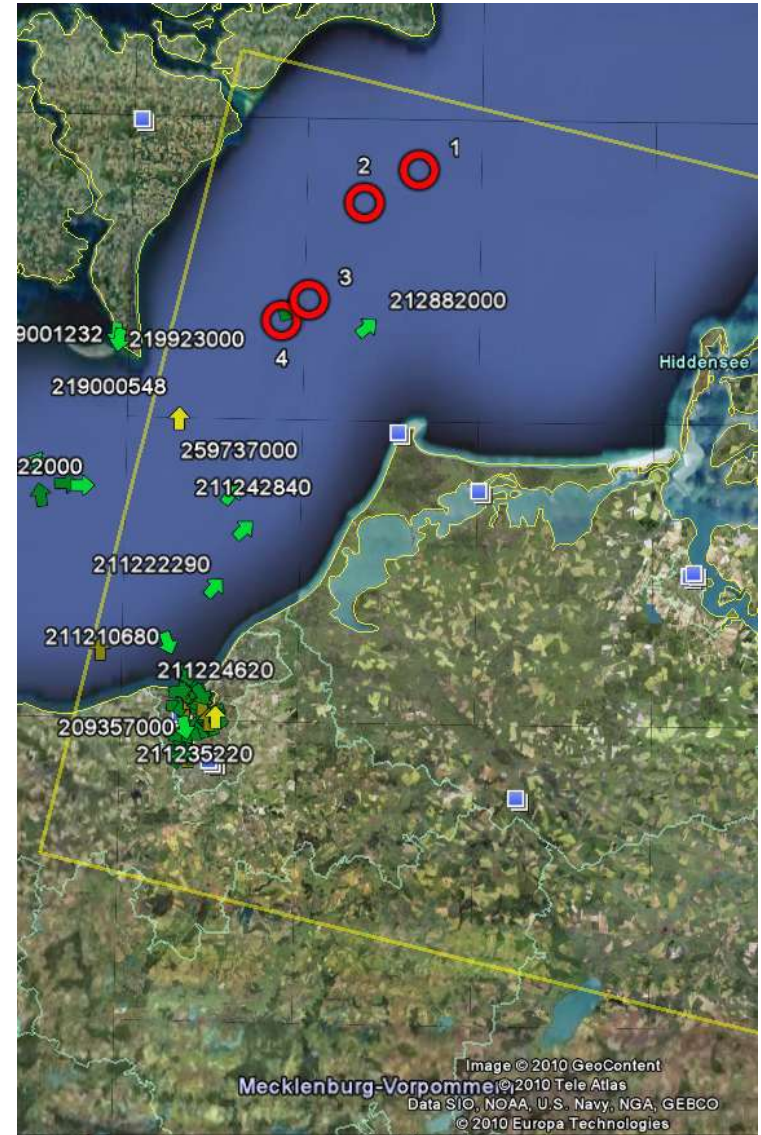 1
2
3
212882000
9001232
219923000
4
Hiddensee
219000548
259737000
22000
211242840
211222290
211210680
211224620
209357000
211235220
Image © 2010 GeoContent
Mecklenburg-Vorpommern
© 2010 Tele Atlas
Data SIO, NOAA, U.S. Navy, NGA, GEBCO
© 2010 Europa Technologies